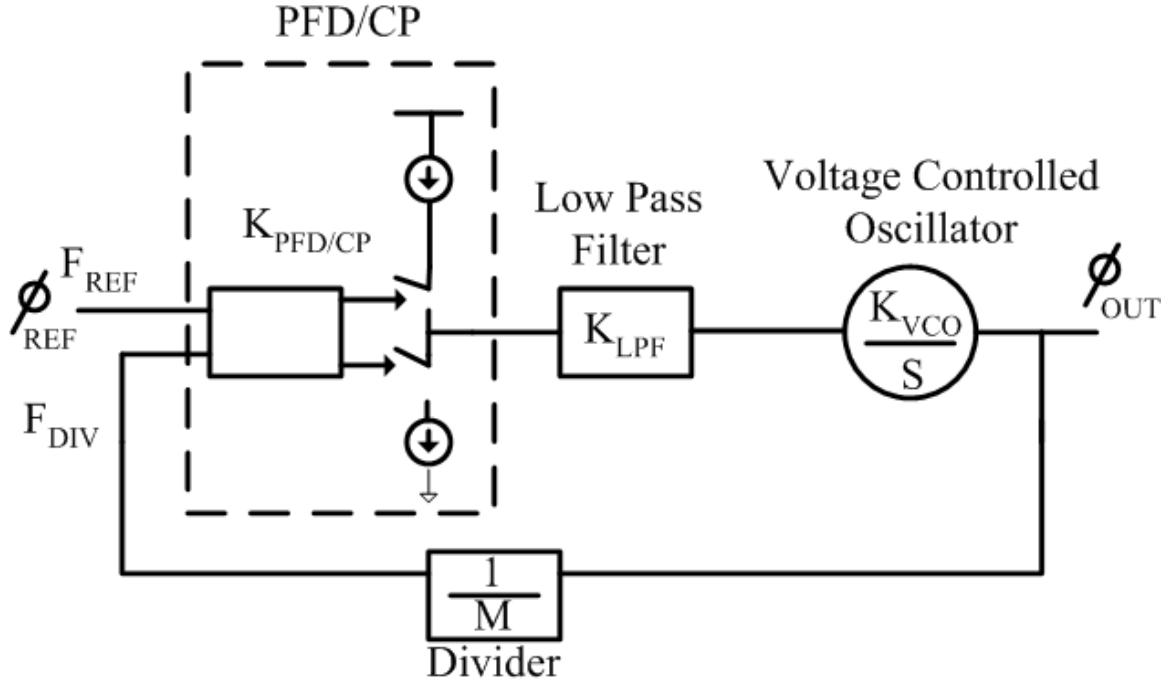 PFD/CP
Low Pass
Filter
Voltage Controlled
Oscillator
K_PFD/CP
F_REF
ϕ_REF
F_DIV
K_LPF
K_VCO
S
ϕ_OUT
1
M
Divider